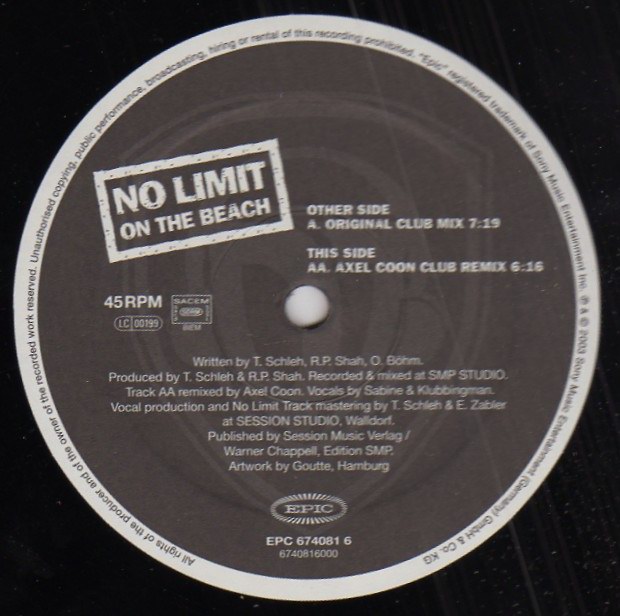 NO LIMIT
ON THE BEACH
OTHER SIDE
A. ORIGINAL CLUB MIX 7:19
THIS SIDE
AA. AXEL COON CLUB REMIX 6:16
45RPM
LC 00199
SACEM
BIEM
Written by T. Schleh, R.P. Shah, O. Böhm.
Produced by T. Schleh & R.P. Shah. Recorded & mixed at SMP STUDIO.
Track AA remixed by Axel Coon. Vocals by Sabine & Klubbingman.
Vocal production and No Limit Track mastering by T. Schleh & E. Zabler
at SESSION STUDIO, Walldorf.
Published by Session Music Verlag /
Warner Chappell, Edition SMP.
Artwork by Goutte, Hamburg
EPIC
EPC 674081 6
6740816000
All rights of the producer and of the owner of the recorded work reserved. Unauthorised copying, public performance, broadcasting, hiring or rental of this recording prohibited. "Epic" registered trademark of Sony Music Entertainment Inc. ℗ & © 2003 Sony Music Entertainment (Germany) GmbH & Co. KG